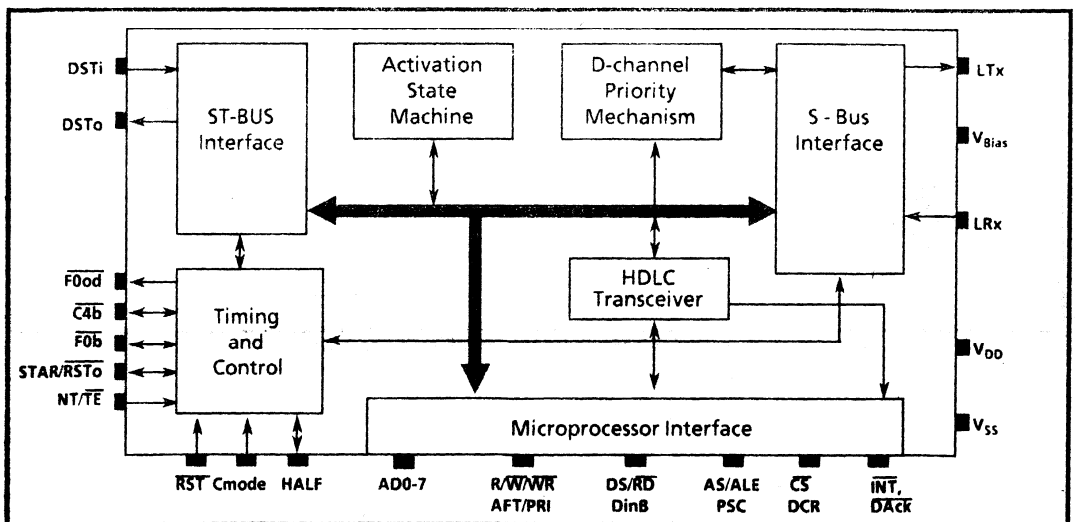 DSTi
DSTo
ST-BUS
Interface
Activation
State
Machine
D-channel
Priority
Mechanism
S - Bus
Interface
LTx
VBias
LRx
HDLC
Transceiver
F0od
C4b
F0b
STAR/RSTo
NT/TE
Timing
and
Control
VDD
VSS
Microprocessor Interface
RST Cmode HALF AD0-7 R/W/WR DS/RD AS/ALE CS INT,
AFT/PRI DinB PSC DCR DAck